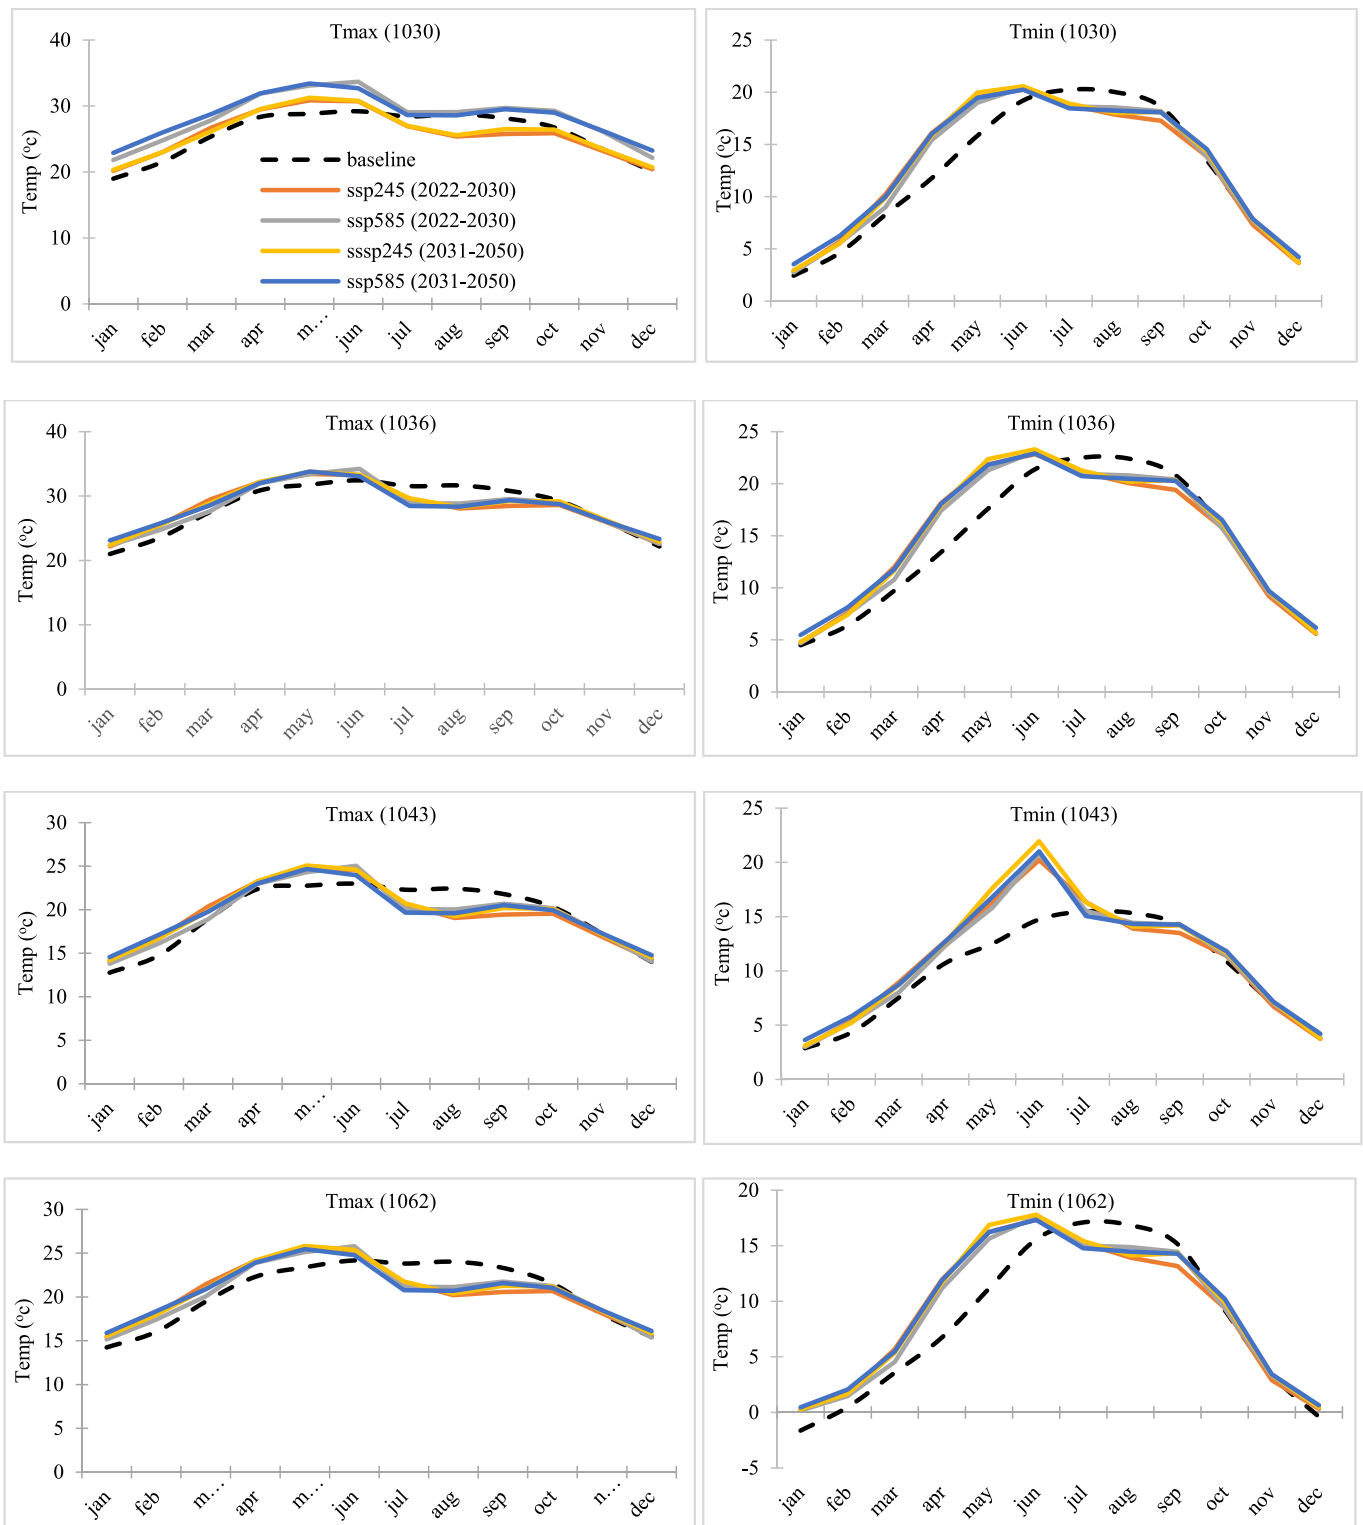 Tmax (1030)
40
30
20
10
0
Temp (°c)
baseline
ssp245 (2022-2030)
ssp585 (2022-2030)
sssp245 (2031-2050)
ssp585 (2031-2050)
jan feb mar apr m… jun jul aug sep oct nov dec
Tmin (1030)
25
20
15
10
5
0
Temp (°c)
jan feb mar apr may jun jul aug sep oct nov dec
Tmax (1036)
40
30
20
10
0
Temp (°c)
jan feb mar apr may jun jul aug sep oct nov dec
Tmin (1036)
25
20
15
10
5
0
Temp (°c)
jan feb mar apr may jun jul aug sep oct nov dec
Tmax (1043)
30
25
20
15
10
5
0
Temp (°c)
jan feb mar apr m… jun jul aug sep oct nov dec
Tmin (1043)
25
20
15
10
5
0
Temp (°c)
jan feb mar apr may jun jul aug sep oct nov dec
Tmax (1062)
30
25
20
15
10
5
0
Temp (°c)
jan feb m… apr m… jun jul aug sep oct n… dec
Tmin (1062)
20
15
10
5
0
-5
Temp (°c)
jan feb mar apr may jun jul aug sep oct nov dec